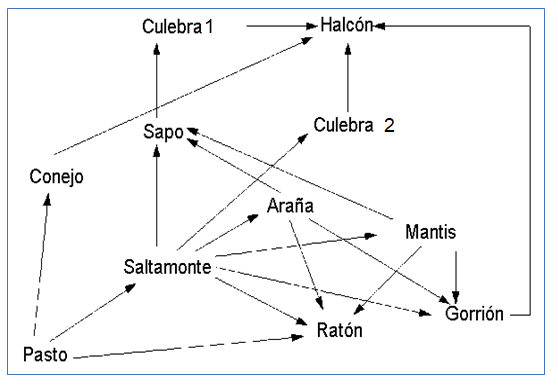 Culebra 1
Halcón
Sapo
Culebra 2
Conejo
Araña
Mantis
Saltamonte
Gorrión
Ratón
Pasto